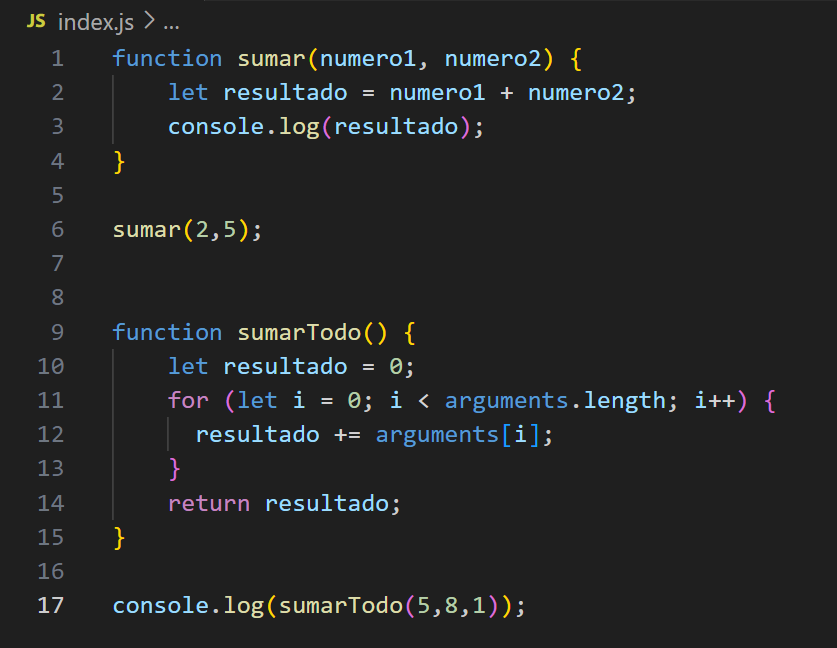 JS index.js > ...
1 function sumar(numero1, numero2) {
2     let resultado = numero1 + numero2;
3     console.log(resultado);
4 }
5
6 sumar(2,5);
7
8
9 function sumarTodo() {
10     let resultado = 0;
11     for (let i = 0; i < arguments.length; i++) {
12       resultado += arguments[i];
13     }
14     return resultado;
15 }
16
17 console.log(sumarTodo(5,8,1));